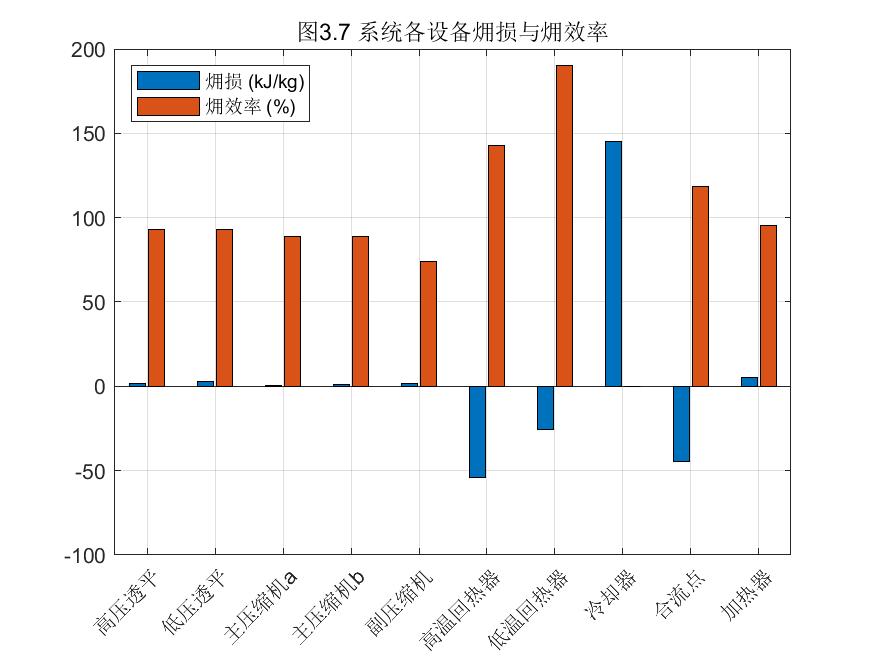 图3.7 系统各设备㶲损与㶲效率
㶲损 (kJ/kg)
㶲效率 (%)
200
150
100
50
0
-50
-100
高压透平
低压透平
主压缩机a
主压缩机b
副压缩机
高温回热器
低温回热器
冷却器
合流点
加热器